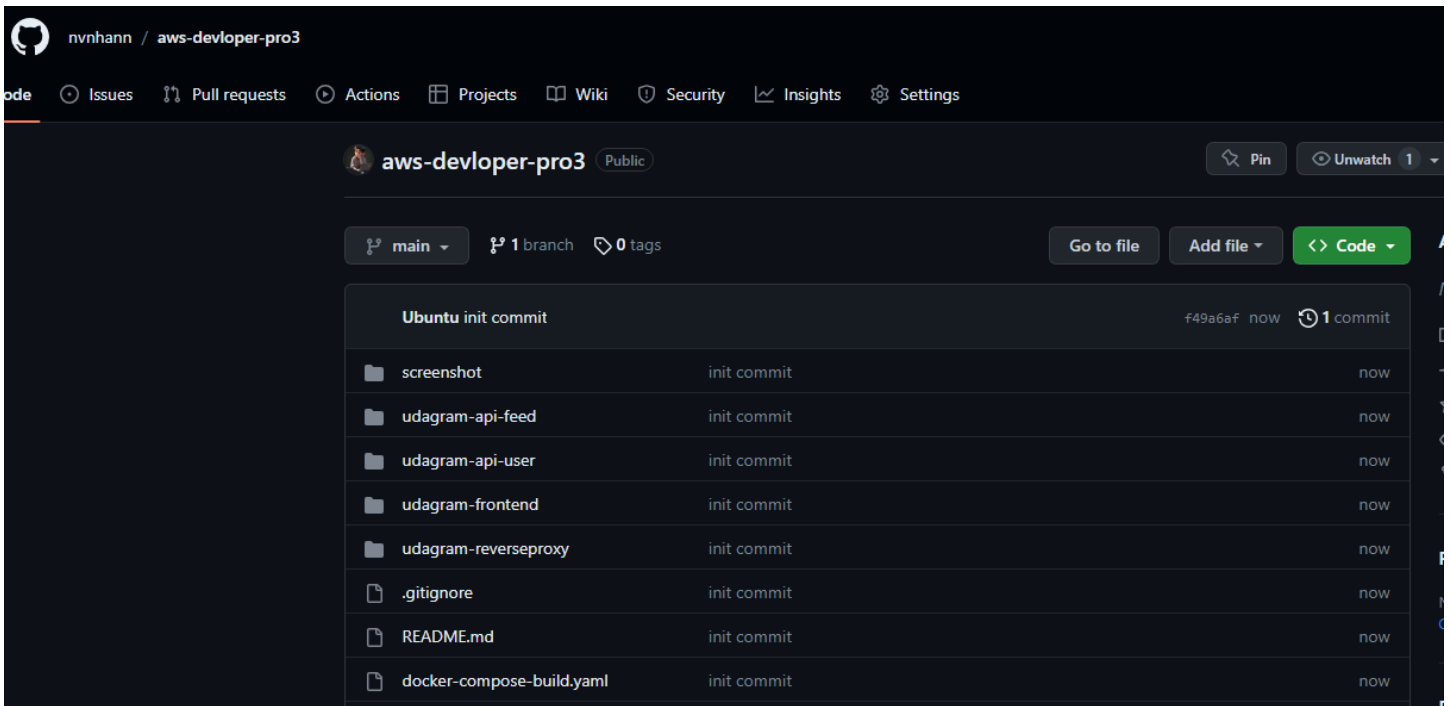 nvnhann / aws-devloper-pro3
ode Issues Pull requests Actions Projects Wiki Security Insights Settings
aws-devloper-pro3 Public Pin Unwatch 1
main 1 branch 0 tags Go to file Add file <> Code
Ubuntu init commit f49a6af now 1 commit
screenshot init commit now
udagram-api-feed init commit now
udagram-api-user init commit now
udagram-frontend init commit now
udagram-reverseproxy init commit now
.gitignore init commit now
README.md init commit now
docker-compose-build.yaml init commit now